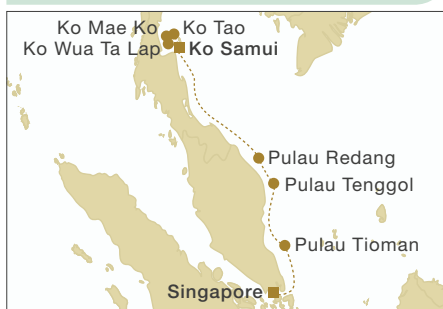 Ko Mae Ko Ko Tao
Ko Wua Ta Lap Ko Samui
Pulau Redang
Pulau Tenggol
Pulau Tioman
Singapore